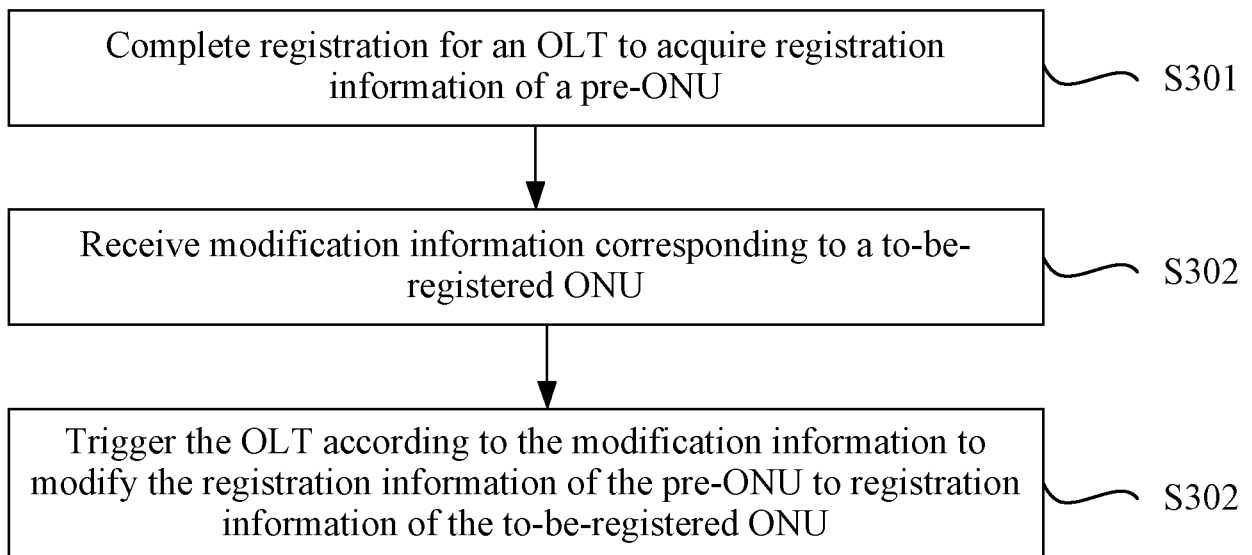 Complete registration for an OLT to acquire registration
information of a pre-ONU
S301
Receive modification information corresponding to a to-be-
registered ONU
S302
Trigger the OLT according to the modification information to
modify the registration information of the pre-ONU to registration
information of the to-be-registered ONU
S302